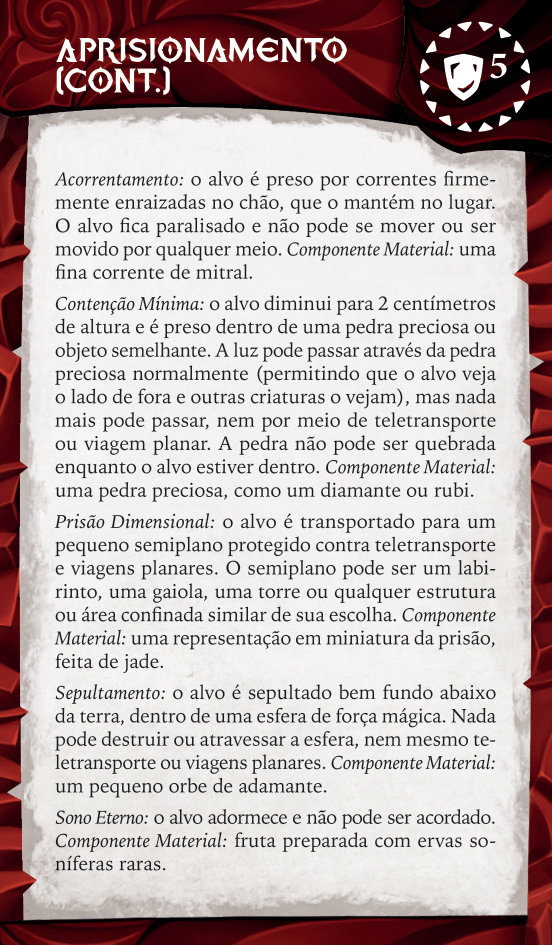 APRISIONAMENTO
(CONT.)
5
Acorrentamento: o alvo é preso por correntes firme-
mente enraizadas no chão, que o mantém no lugar.
O alvo fica paralisado e não pode se mover ou ser
movido por qualquer meio. Componente Material: uma
fina corrente de mitral.
Contenção Mínima: o alvo diminui para 2 centímetros
de altura e é preso dentro de uma pedra preciosa ou
objeto semelhante. A luz pode passar através da pedra
preciosa normalmente (permitindo que o alvo veja
o lado de fora e outras criaturas o vejam), mas nada
mais pode passar, nem por meio de teletransporte
ou viagem planar. A pedra não pode ser quebrada
enquanto o alvo estiver dentro. Componente Material:
uma pedra preciosa, como um diamante ou rubi.
Prisão Dimensional: o alvo é transportado para um
pequeno semiplano protegido contra teletransporte
e viagens planares. O semiplano pode ser um labi-
rinto, uma gaiola, uma torre ou qualquer estrutura
ou área confinada similar de sua escolha. Componente
Material: uma representação em miniatura da prisão,
feita de jade.
Sepultamento: o alvo é sepultado bem fundo abaixo
da terra, dentro de uma esfera de força mágica. Nada
pode destruir ou atravessar a esfera, nem mesmo te-
letransporte ou viagens planares. Componente Material:
um pequeno orbe de adamante.
Sono Eterno: o alvo adormece e não pode ser acordado.
Componente Material: fruta preparada com ervas so-
níferas raras.